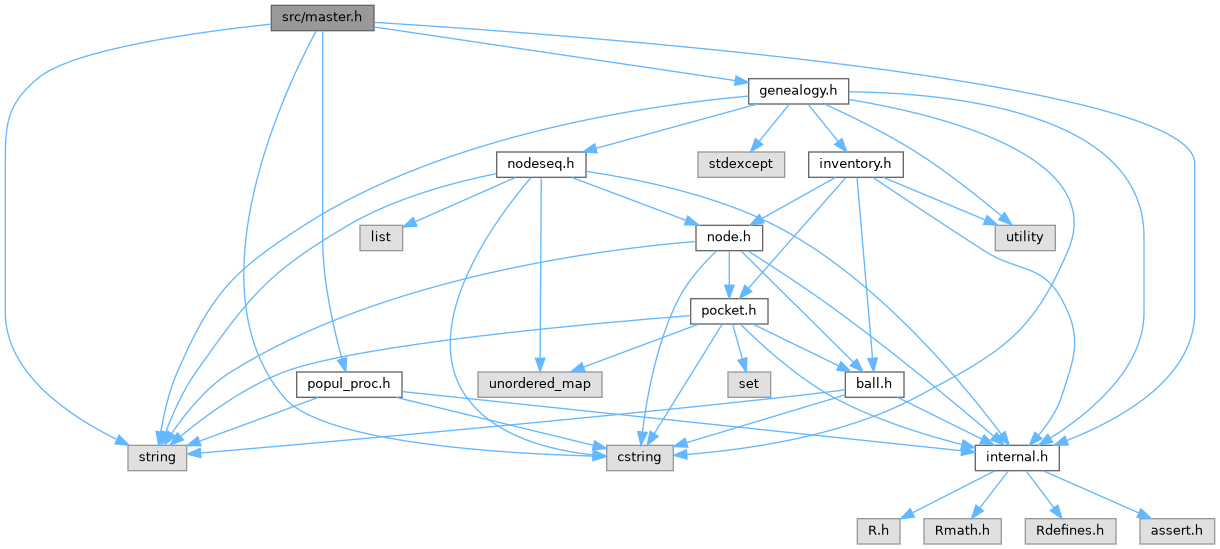 src/master.h
genealogy.h
nodeseq.h
stdexcept
inventory.h
list
node.h
utility
pocket.h
popul_proc.h
unordered_map
set
ball.h
string
cstring
internal.h
R.h
Rmath.h
Rdefines.h
assert.h